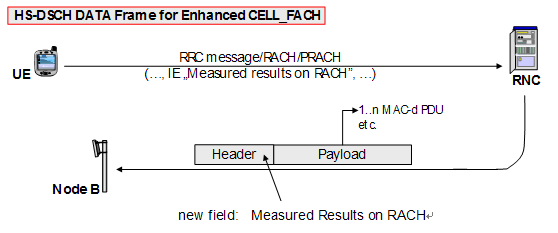 HS-DSCH DATA Frame for Enhanced CELL_FACH
RRC message/RACH/PRACH
UE
(…, IE „Measured results on RACH“, …)
RNC
1..n MAC-d PDU
etc.
Header
Payload
Node B
new field: Measured Results on RACH↵